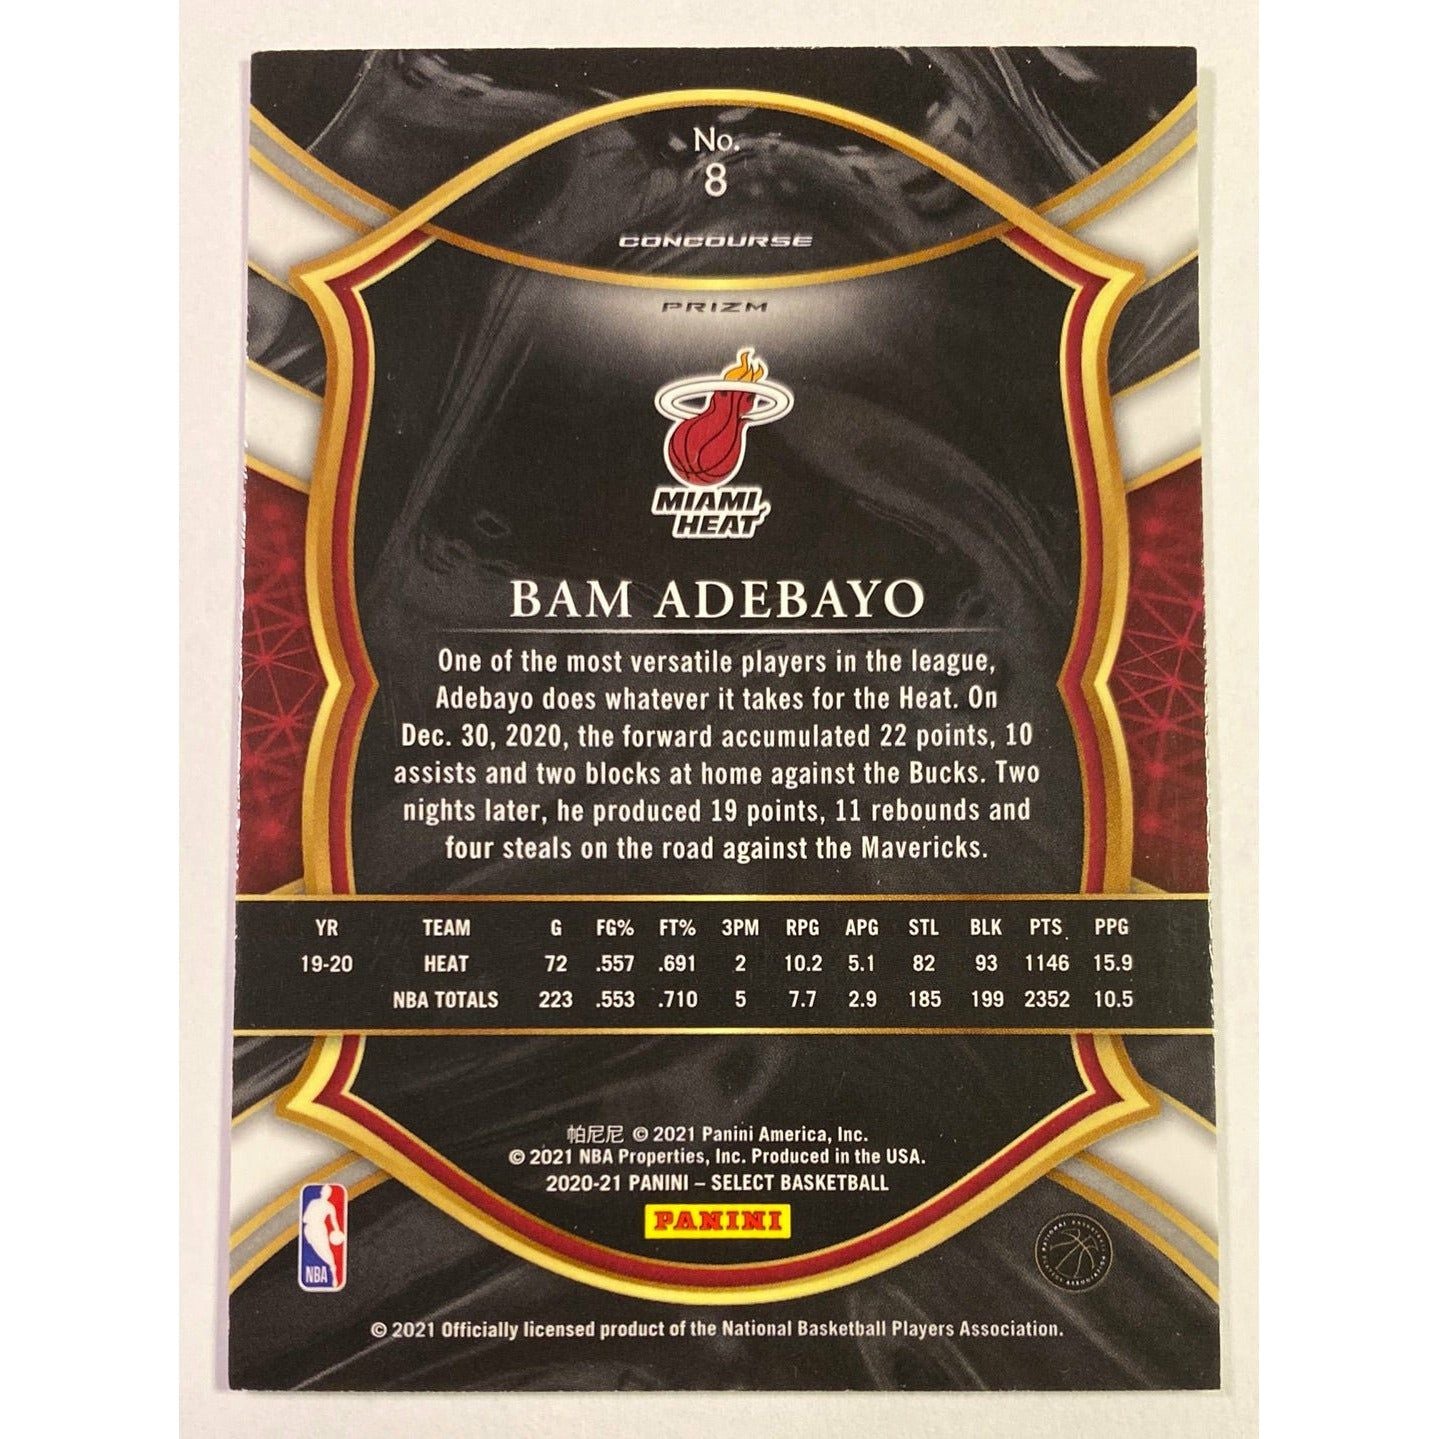 No.
8
CONCOURSE
PRIZM
MIAMI
HEAT
BAM ADEBAYO
One of the most versatile players in the league,
Adebayo does whatever it takes for the Heat. On
Dec. 30, 2020, the forward accumulated 22 points, 10
assists and two blocks at home against the Bucks. Two
nights later, he produced 19 points, 11 rebounds and
four steals on the road against the Mavericks.
YR TEAM G FG% FT% 3PM RPG APG STL BLK PTS PPG
19-20 HEAT 72 .557 .691 2 10.2 5.1 82 93 1146 15.9
NBA TOTALS 223 .553 .710 5 7.7 2.9 185 199 2352 10.5
帕尼尼 © 2021 Panini America, Inc.
© 2021 NBA Properties, Inc. Produced in the USA.
2020-21 PANINI – SELECT BASKETBALL
PANINI
NBA
NATIONAL BASKETBALL PLAYERS ASSOCIATION
© 2021 Officially licensed product of the National Basketball Players Association.